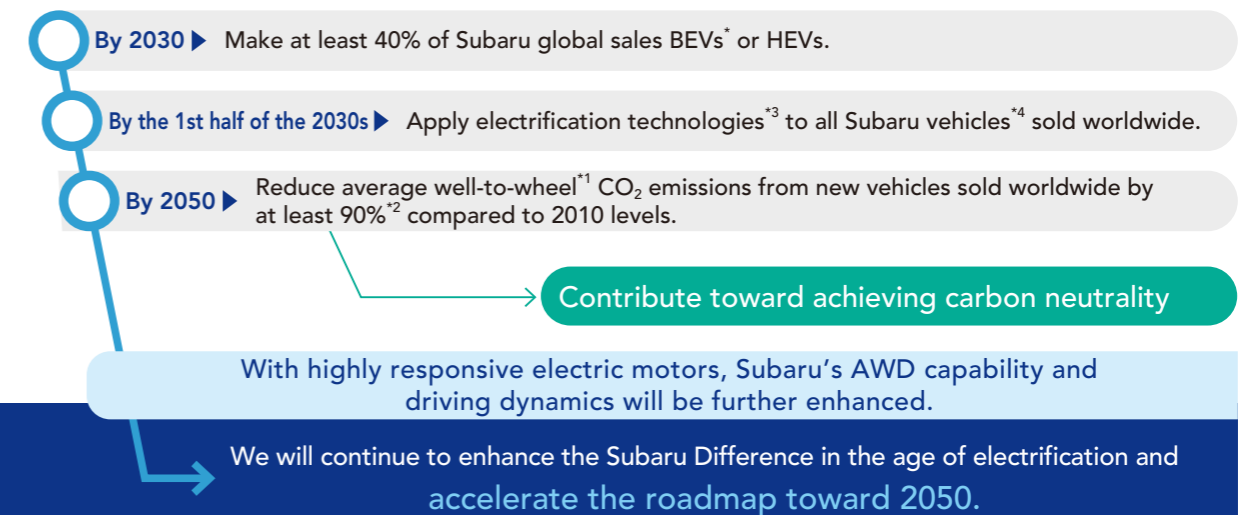 By 2030 ▶ Make at least 40% of Subaru global sales BEVs* or HEVs.
By the 1st half of the 2030s ▶ Apply electrification technologies*3 to all Subaru vehicles*4 sold worldwide.
By 2050 ▶ Reduce average well-to-wheel*1 CO2 emissions from new vehicles sold worldwide by
at least 90%*2 compared to 2010 levels.
Contribute toward achieving carbon neutrality
With highly responsive electric motors, Subaru's AWD capability and
driving dynamics will be further enhanced.
We will continue to enhance the Subaru Difference in the age of electrification and
accelerate the roadmap toward 2050.